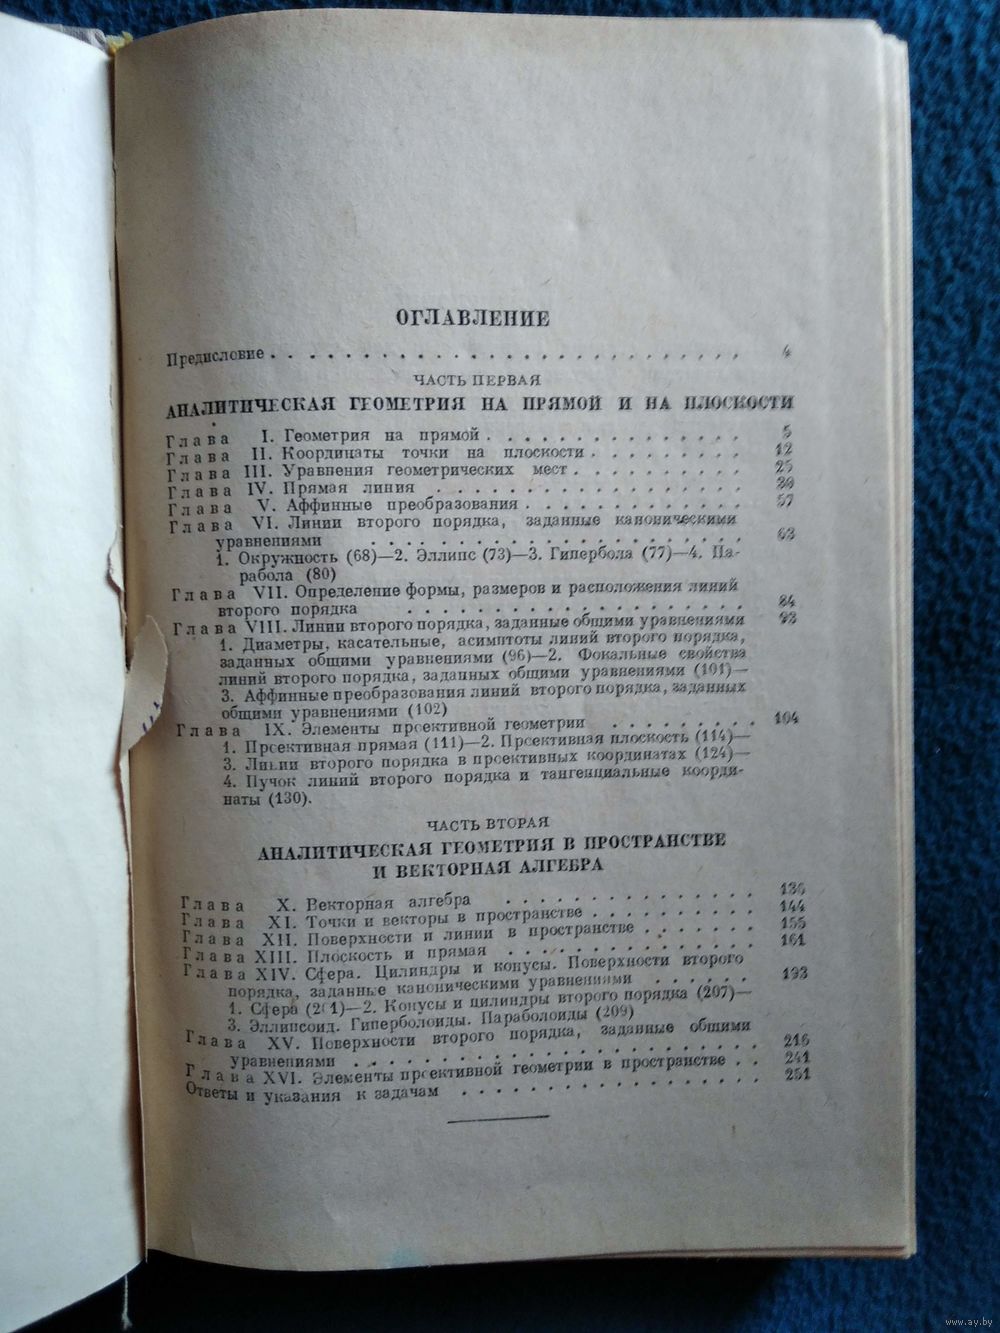 ОГЛАВЛЕНИЕ
Предисловие . . . . . . . . . . . . . . . . . . . . . . . . . . . 4
ЧАСТЬ ПЕРВАЯ
АНАЛИТИЧЕСКАЯ ГЕОМЕТРИЯ НА ПРЯМОЙ И НА ПЛОСКОСТИ
Глава I. Геометрия на прямой . . . . . . . . . . . . . . 5
Глава II. Координаты точки на плоскости . . . . . . . . 12
Глава III. Уравнения геометрических мест . . . . . . . . . 25
Глава IV. Прямая линия . . . . . . . . . . . . . . . . 30
Глава V. Аффинные преобразования . . . . . . . . . . . 57
Глава VI. Линии второго порядка, заданные каноническими
уравнениями . . . . . . . . . . . . . . . . . . . 63
1. Окружность (68)—2. Эллипс (73)—3. Гипербола (77)—4. Па-
рабола (80)
Глава VII. Определение формы, размеров и расположения линий
второго порядка . . . . . . . . . . . . . . . . . . 84
Глава VIII. Линии второго порядка, заданные общими уравнениями 93
1. Диаметры, касательные, асимптоты линий второго порядка,
заданных общими уравнениями (96)—2. Фокальные свойства
линий второго порядка, заданных общими уравнениями (101)—
3. Аффинные преобразования линий второго порядка, заданных
общими уравнениями (102)
Глава IX. Элементы проективной геометрии . . . . . . . . . 104
1. Проективная прямая (111)—2. Проективная плоскость (114)—
3. Линии второго порядка в проективных координатах (124)—
4. Пучок линий второго порядка и тангенциальные коорди-
наты (130).
ЧАСТЬ ВТОРАЯ
АНАЛИТИЧЕСКАЯ ГЕОМЕТРИЯ В ПРОСТРАНСТВЕ
И ВЕКТОРНАЯ АЛГЕБРА
Глава X. Векторная алгебра . . . . . . . . . . . . . . 136
Глава XI. Точки и векторы в пространстве . . . . . . . . . 144
Глава XII. Поверхности и линии в пространстве . . . . . . . 155
Глава XIII. Плоскость и прямая . . . . . . . . . . . . . 161
Глава XIV. Сфера. Цилиндры и конусы. Поверхности второго
порядка, заданные каноническими уравнениями . . . . . . 193
1. Сфера (201)—2. Конусы и цилиндры второго порядка (207)—
3. Эллипсоид. Гиперболоиды. Параболоиды (209)
Глава XV. Поверхности второго порядка, заданные общими
уравнениями . . . . . . . . . . . . . . . . . . . . 216
Глава XVI. Элементы проективной геометрии в пространстве . . 241
Ответы и указания к задачам . . . . . . . . . . . . . . . . 251
www.ay.by